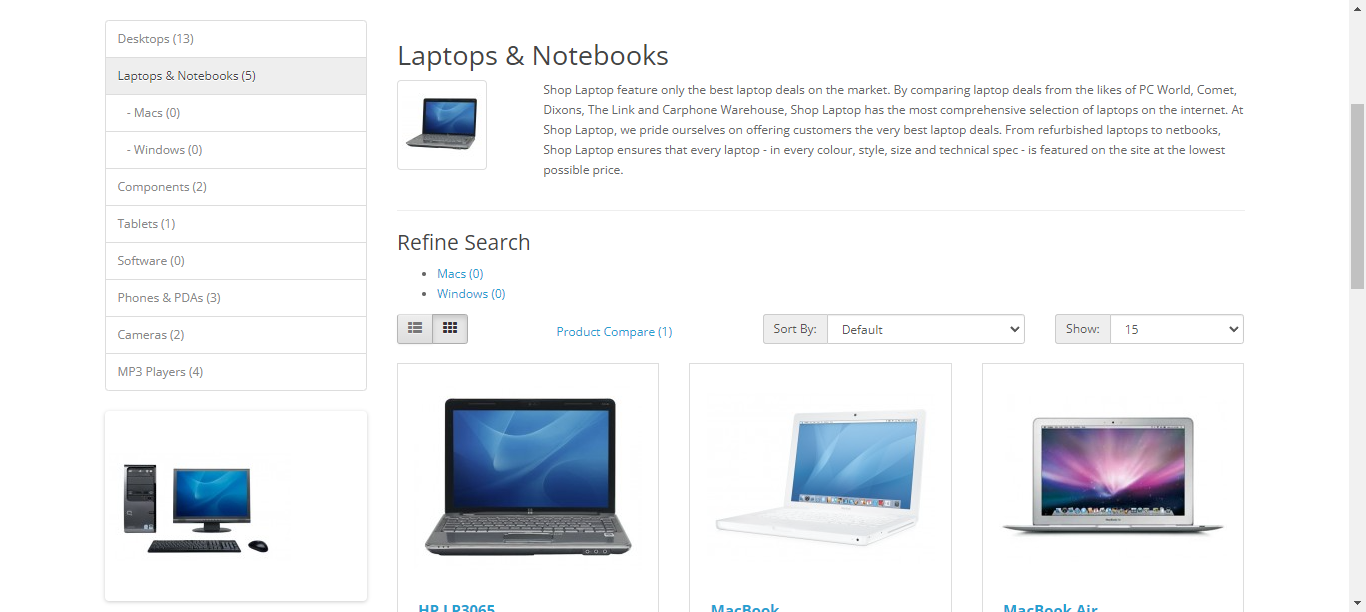 Desktops (13)
Laptops & Notebooks (5)
- Macs (0)
- Windows (0)
Components (2)
Tablets (1)
Software (0)
Phones & PDAs (3)
Cameras (2)
MP3 Players (4)
Laptops & Notebooks
Shop Laptop feature only the best laptop deals on the market. By comparing laptop deals from the likes of PC World, Comet,
Dixons, The Link and Carphone Warehouse, Shop Laptop has the most comprehensive selection of laptops on the internet. At
Shop Laptop, we pride ourselves on offering customers the very best laptop deals. From refurbished laptops to netbooks,
Shop Laptop ensures that every laptop - in every colour, style, size and technical spec - is featured on the site at the lowest
possible price.
Refine Search
Macs (0)
Windows (0)
Product Compare (1)
Sort By: Default
Show: 15
HP LP3065
MacBook
MacBook Air